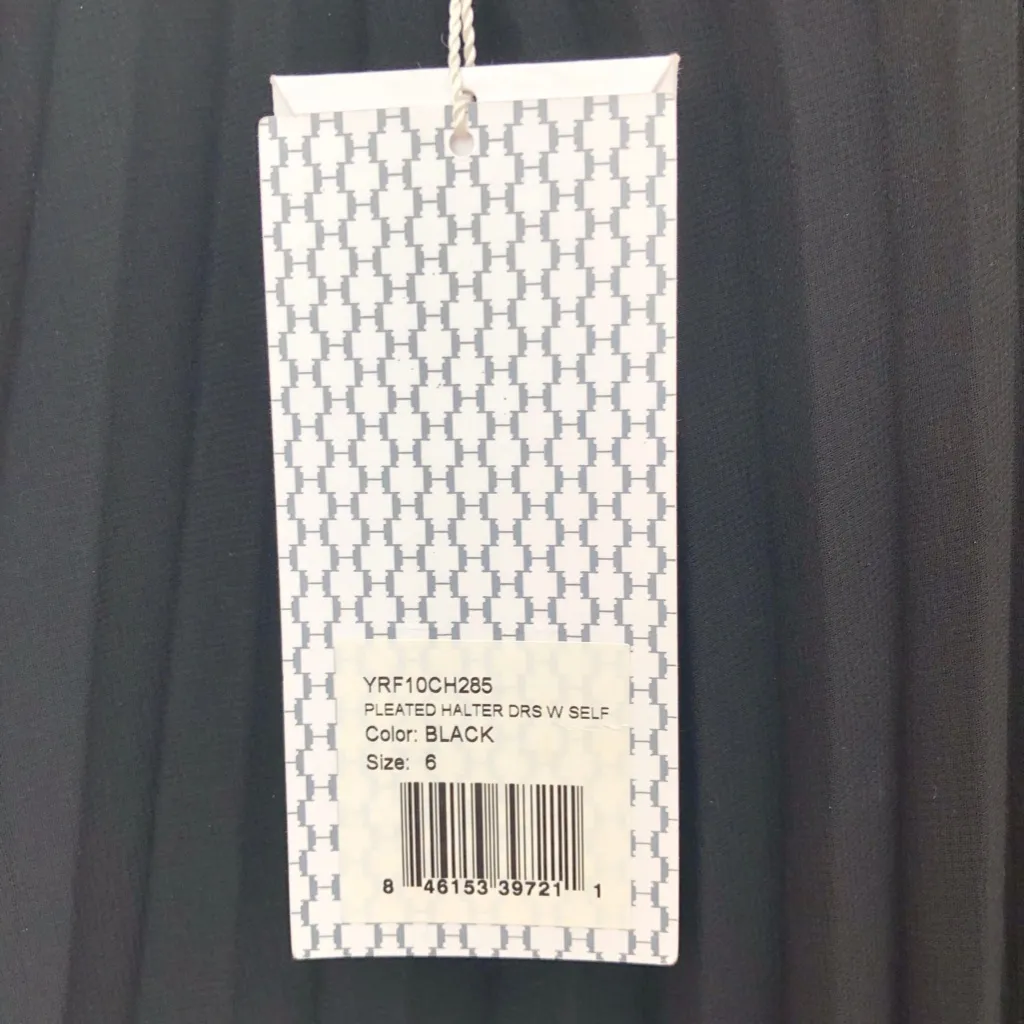 YRF10CH285
PLEATED HALTER DRS W SELF
Color: BLACK
Size: 6
8 46153 39721 1